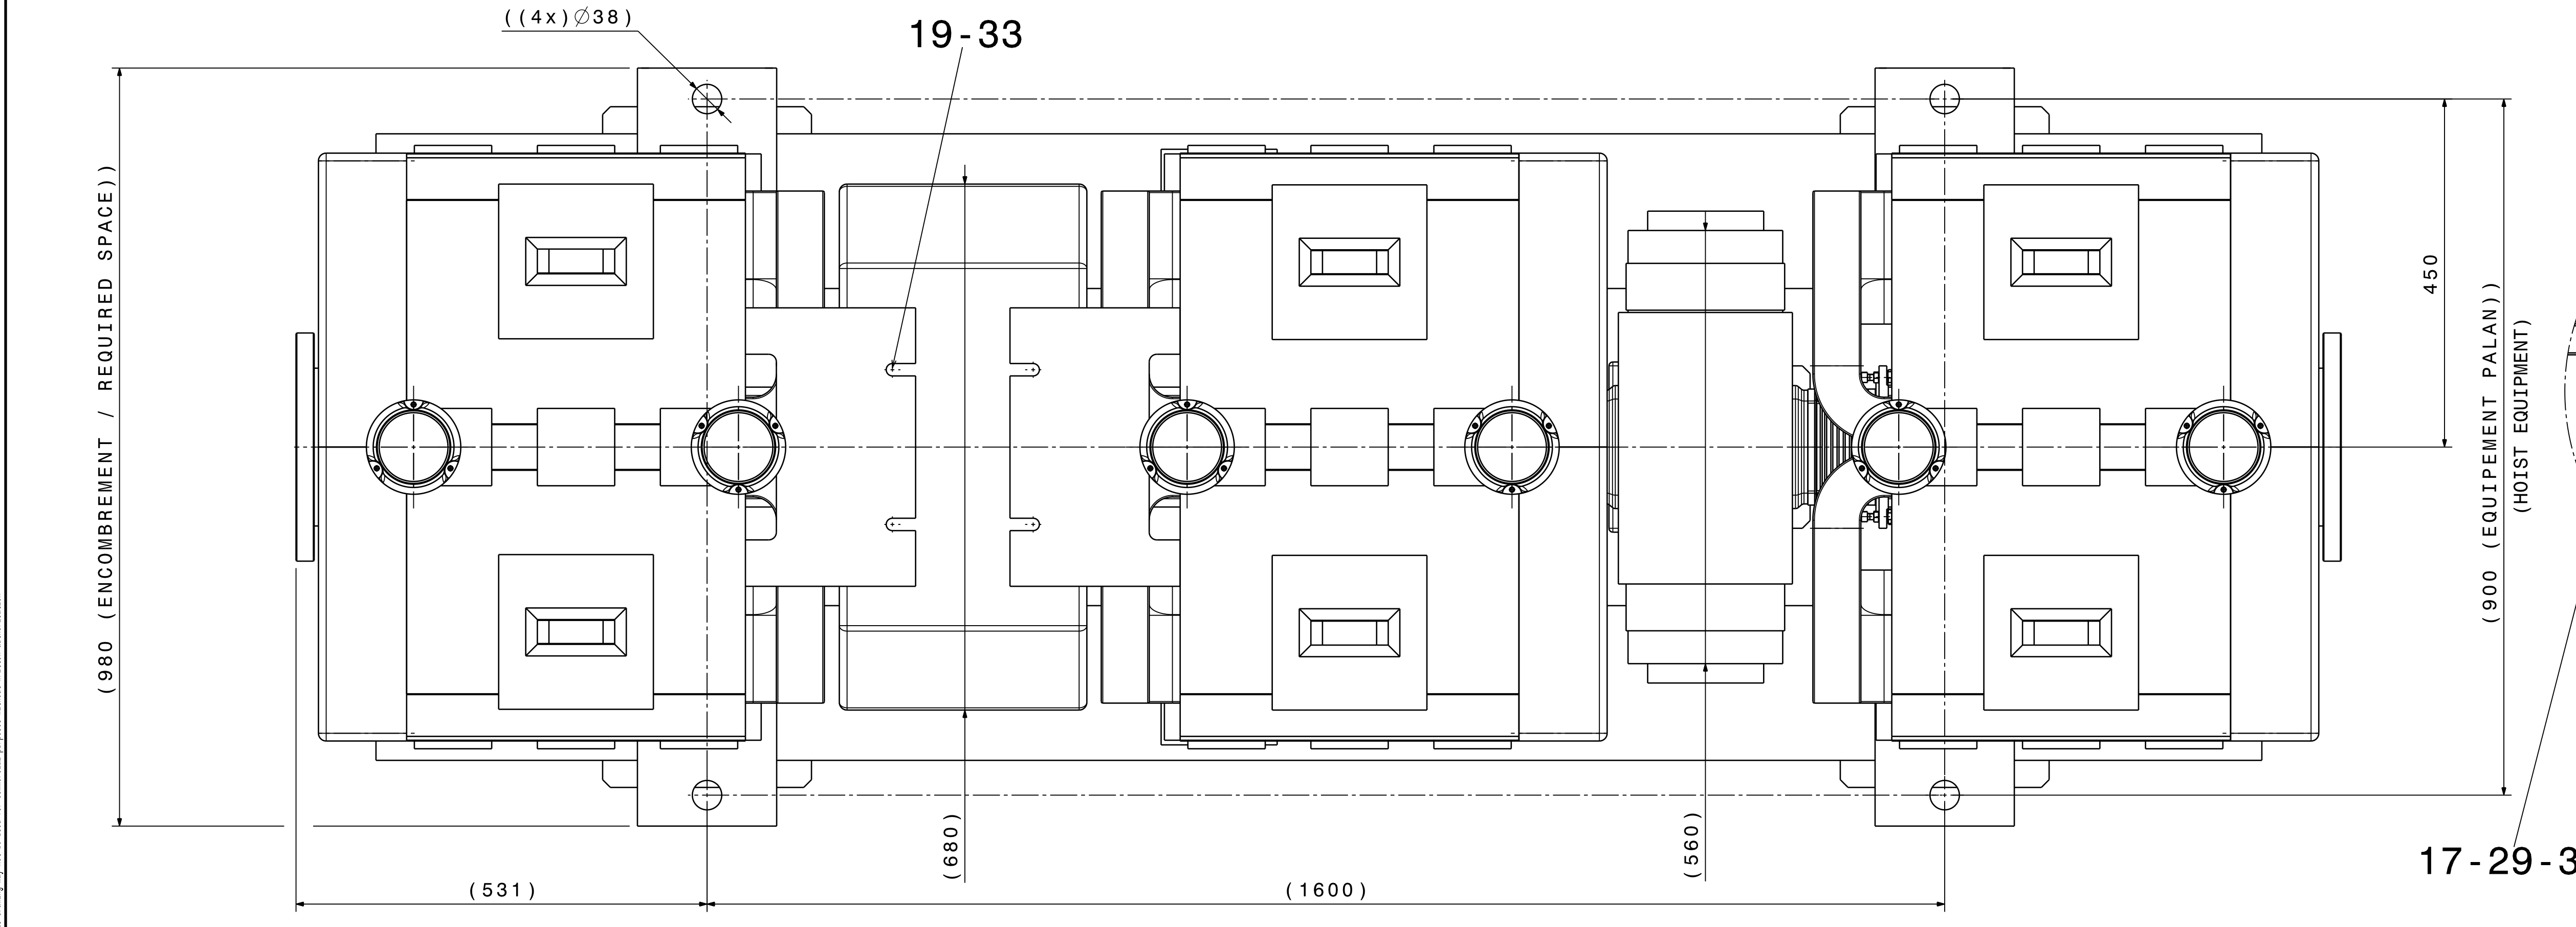 ((4x)Ø38)
19-33
(980 (ENCOMBREMENT / REQUIRED SPACE))
450
(900 (EQUIPEMENT PALAN))
(HOIST EQUIPMENT)
(680)
(560)
17-29-3
(531)
(1600)